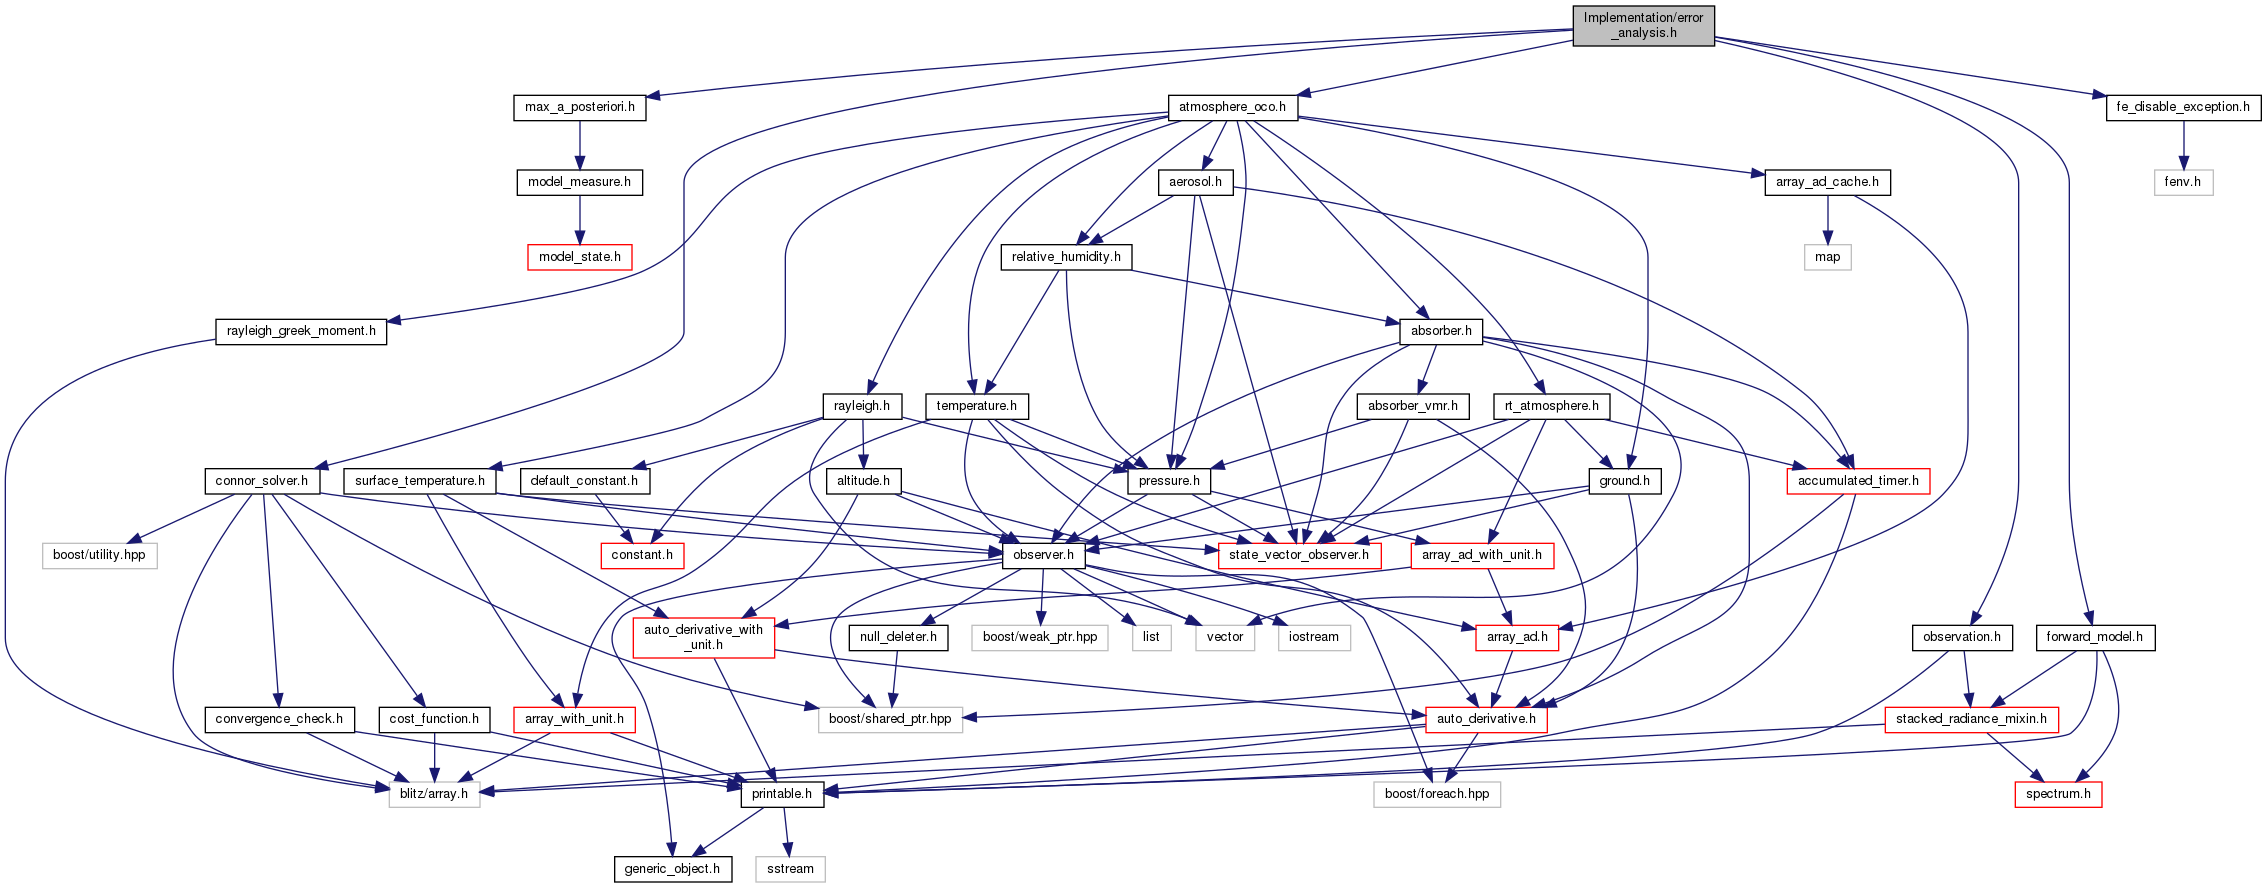 Implementation/error
_analysis.h
max_a_posteriori.h
atmosphere_oco.h
fe_disable_exception.h
model_measure.h
aerosol.h
array_ad_cache.h
fenv.h
model_state.h
relative_humidity.h
map
rayleigh_greek_moment.h
absorber.h
rayleigh.h
temperature.h
absorber_vmr.h
rt_atmosphere.h
connor_solver.h
surface_temperature.h
default_constant.h
altitude.h
pressure.h
ground.h
accumulated_timer.h
boost/utility.hpp
constant.h
observer.h
state_vector_observer.h
array_ad_with_unit.h
auto_derivative_with
_unit.h
null_deleter.h
boost/weak_ptr.hpp
list
vector
iostream
array_ad.h
observation.h
forward_model.h
convergence_check.h
cost_function.h
array_with_unit.h
boost/shared_ptr.hpp
auto_derivative.h
stacked_radiance_mixin.h
blitz/array.h
printable.h
boost/foreach.hpp
spectrum.h
generic_object.h
sstream